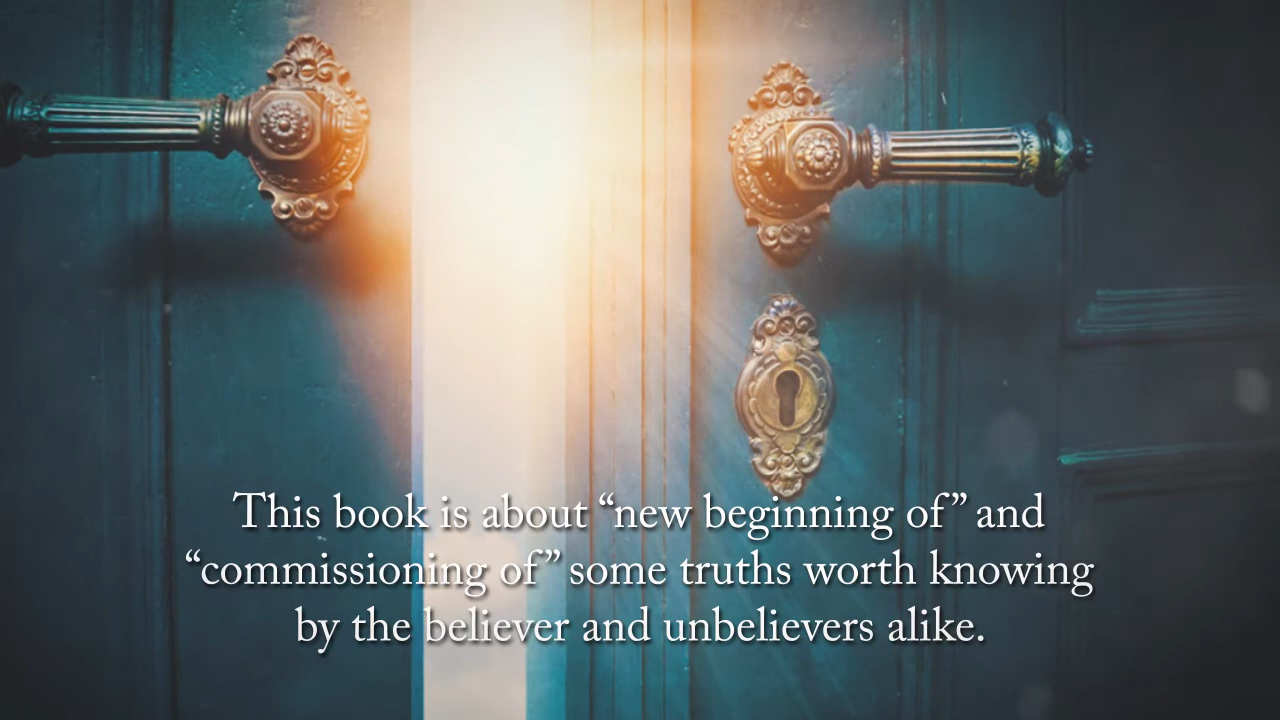 This book is about “new beginning of” and
“commissioning of” some truths worth knowing
by the believer and unbelievers alike.